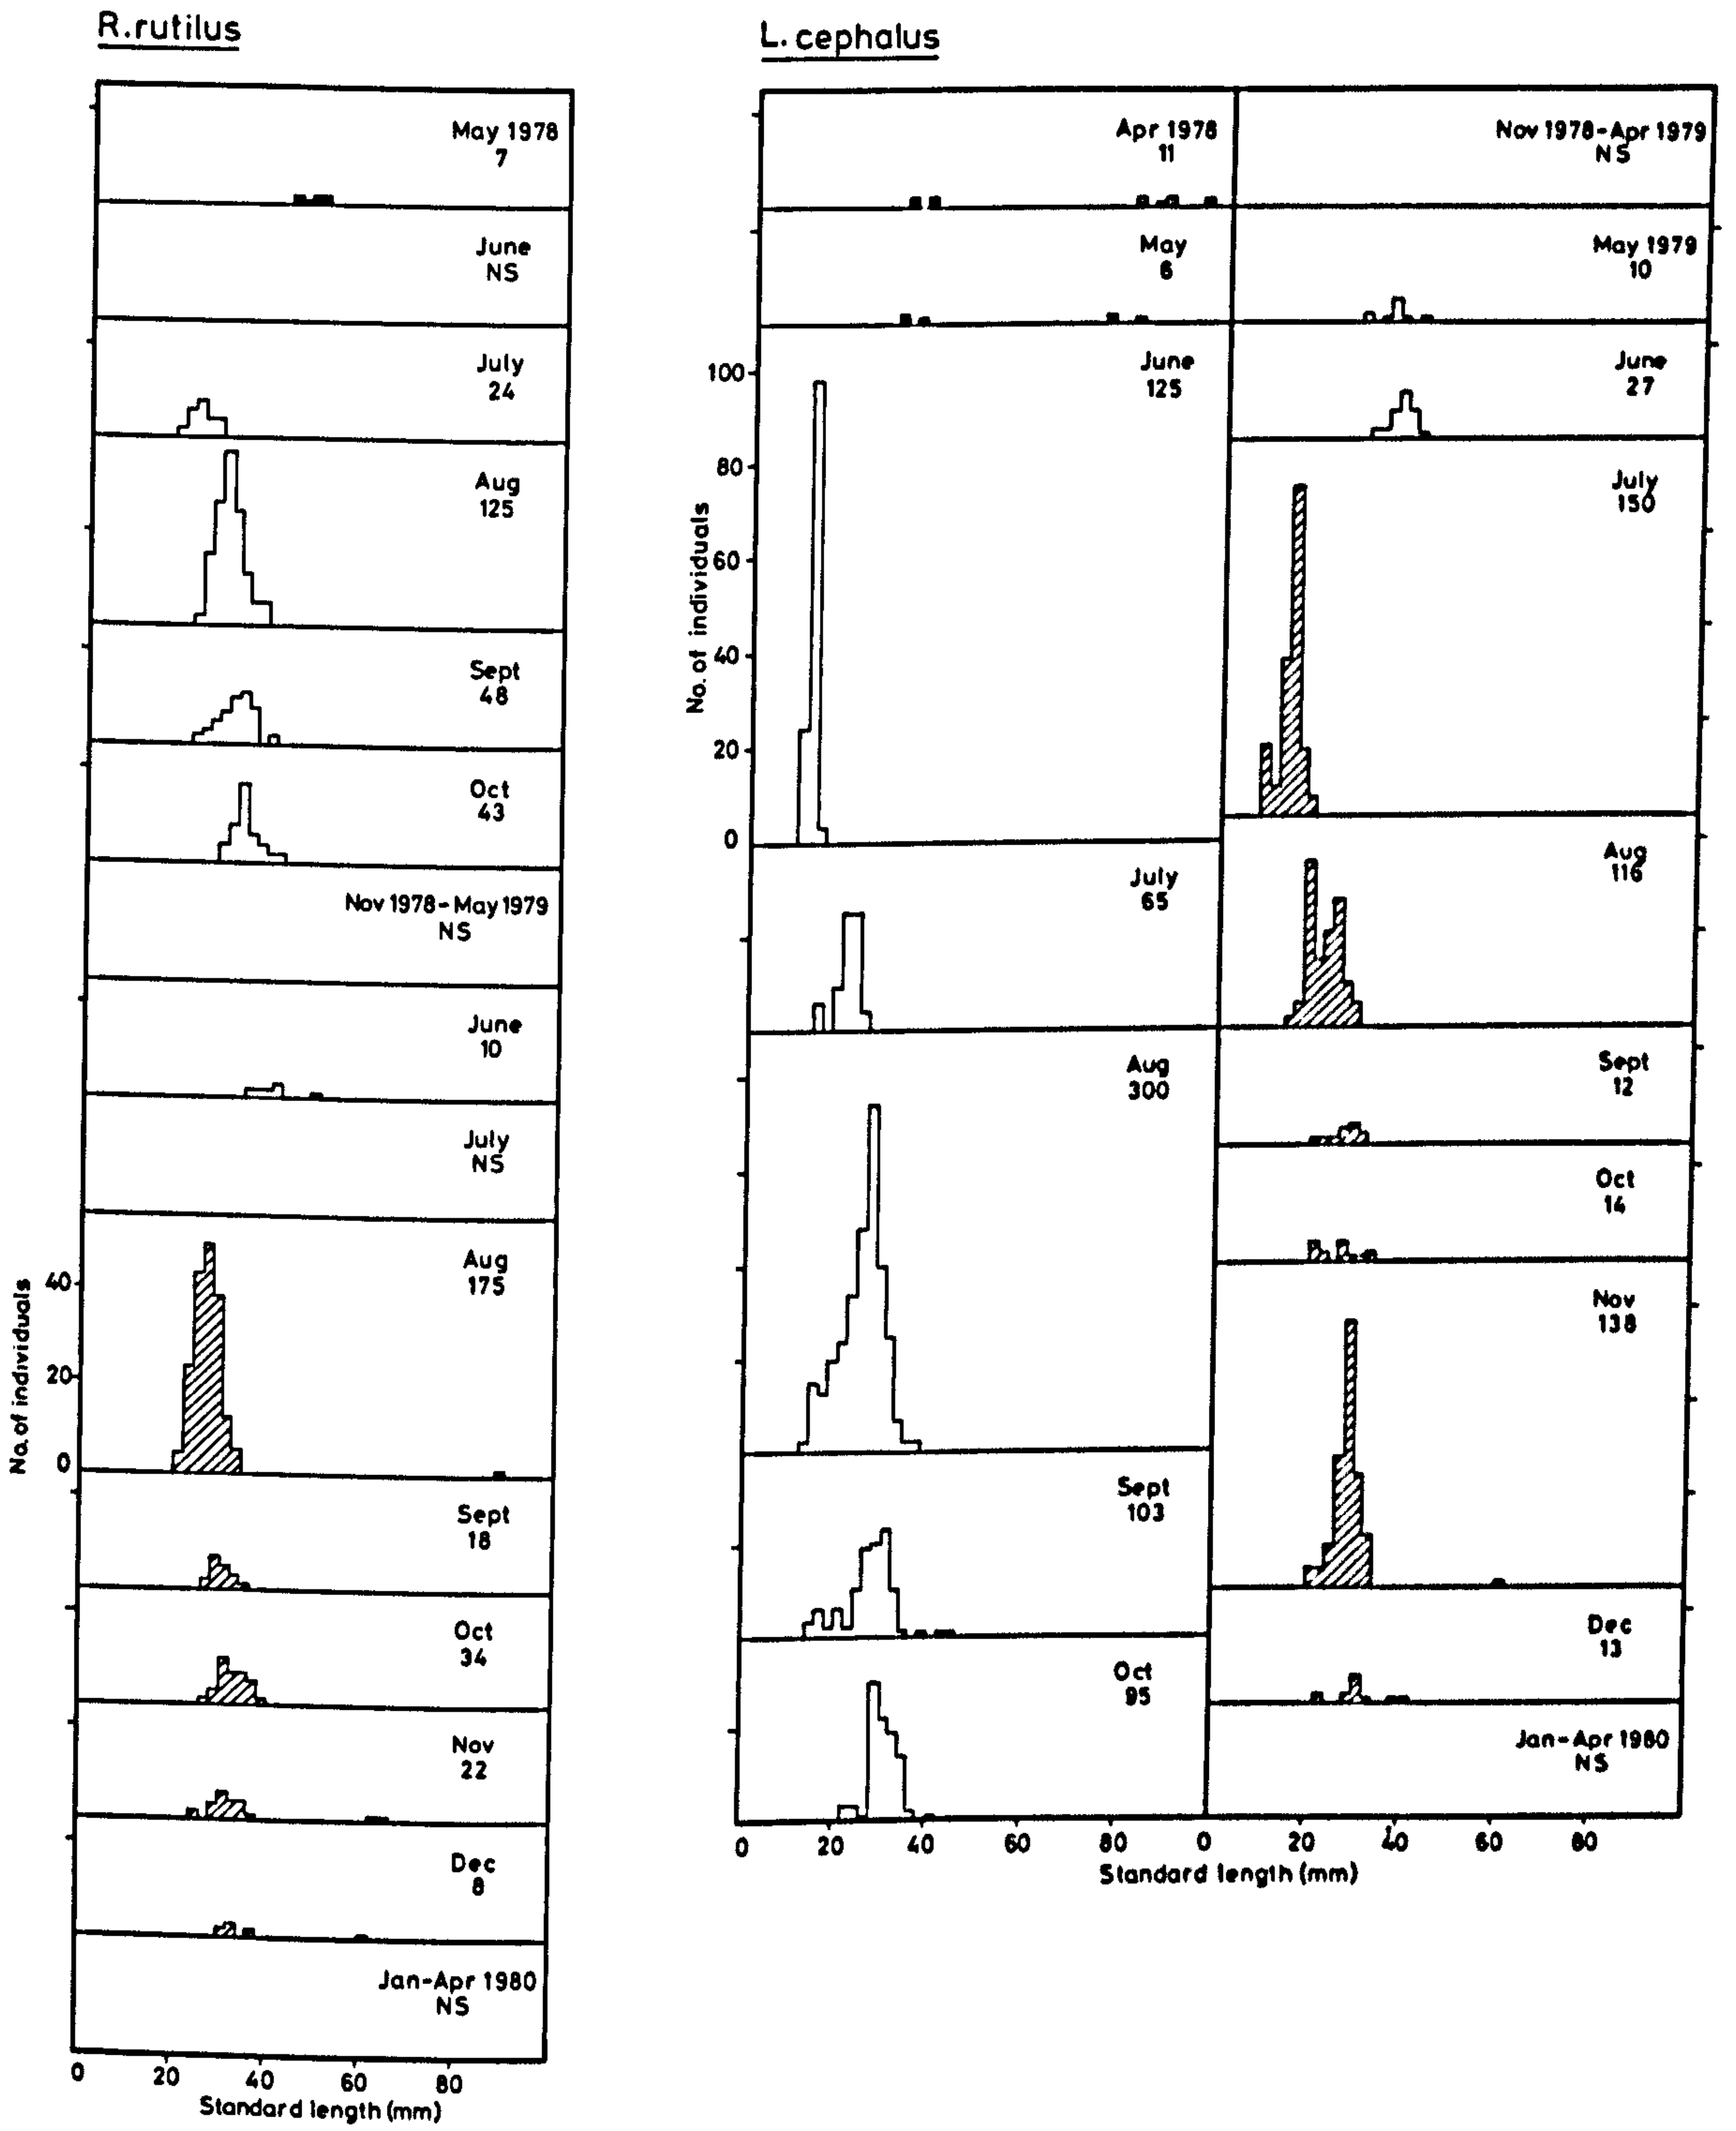 R.rutilus
May 1978
7
June
NS
July
24
Aug
125
Sept
48
Oct
43
Nov 1978-May 1979
NS
June
10
July
NS
Aug
175
40
20
0
No. of individuals
Sept
18
Oct
34
Nov
22
Dec
8
Jan-Apr 1980
NS
0 20 40 60 80
Standard length (mm)
L. cephalus
Apr 1978
11
May
6
June
125
100
80
60
40
20
0
No. of individuals
July
65
Aug
300
Sept
103
Oct
95
Nov 1978-Apr 1979
NS
May 1979
10
June
27
July
150
Aug
116
Sept
12
Oct
14
Nov
138
Dec
13
Jan-Apr 1980
NS
0 20 40 60 80 0 20 40 60 80
Standard length (mm)